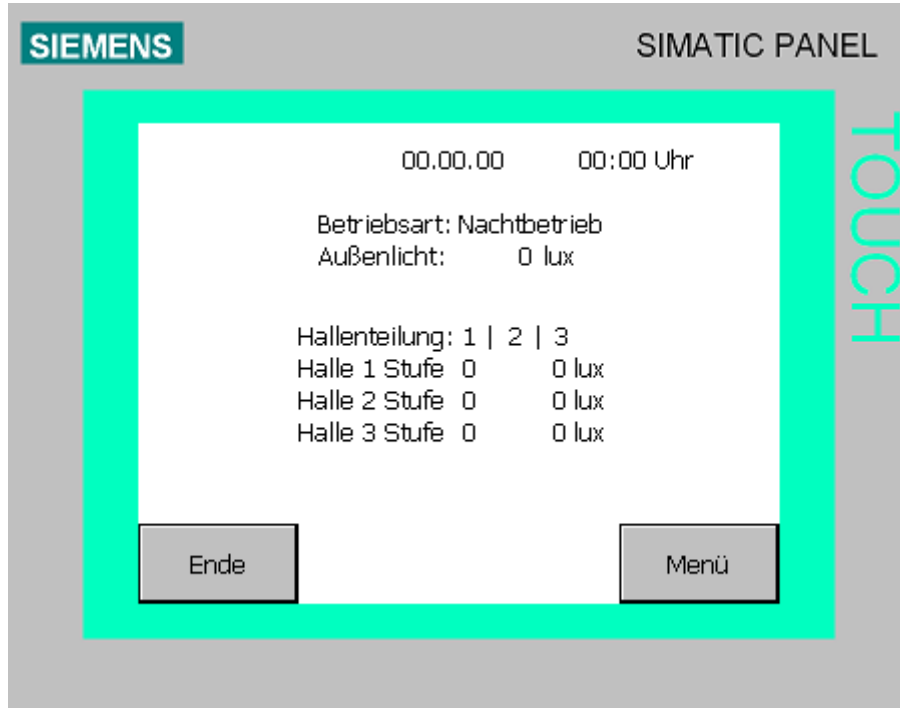 SIEMENS SIMATIC PANEL
TOUCH
00.00.00 00:00 Uhr
Betriebsart: Nachtbetrieb
Außenlicht: 0 lux
Hallenteilung: 1 | 2 | 3
Halle 1 Stufe 0 0 lux
Halle 2 Stufe 0 0 lux
Halle 3 Stufe 0 0 lux
Ende Menü